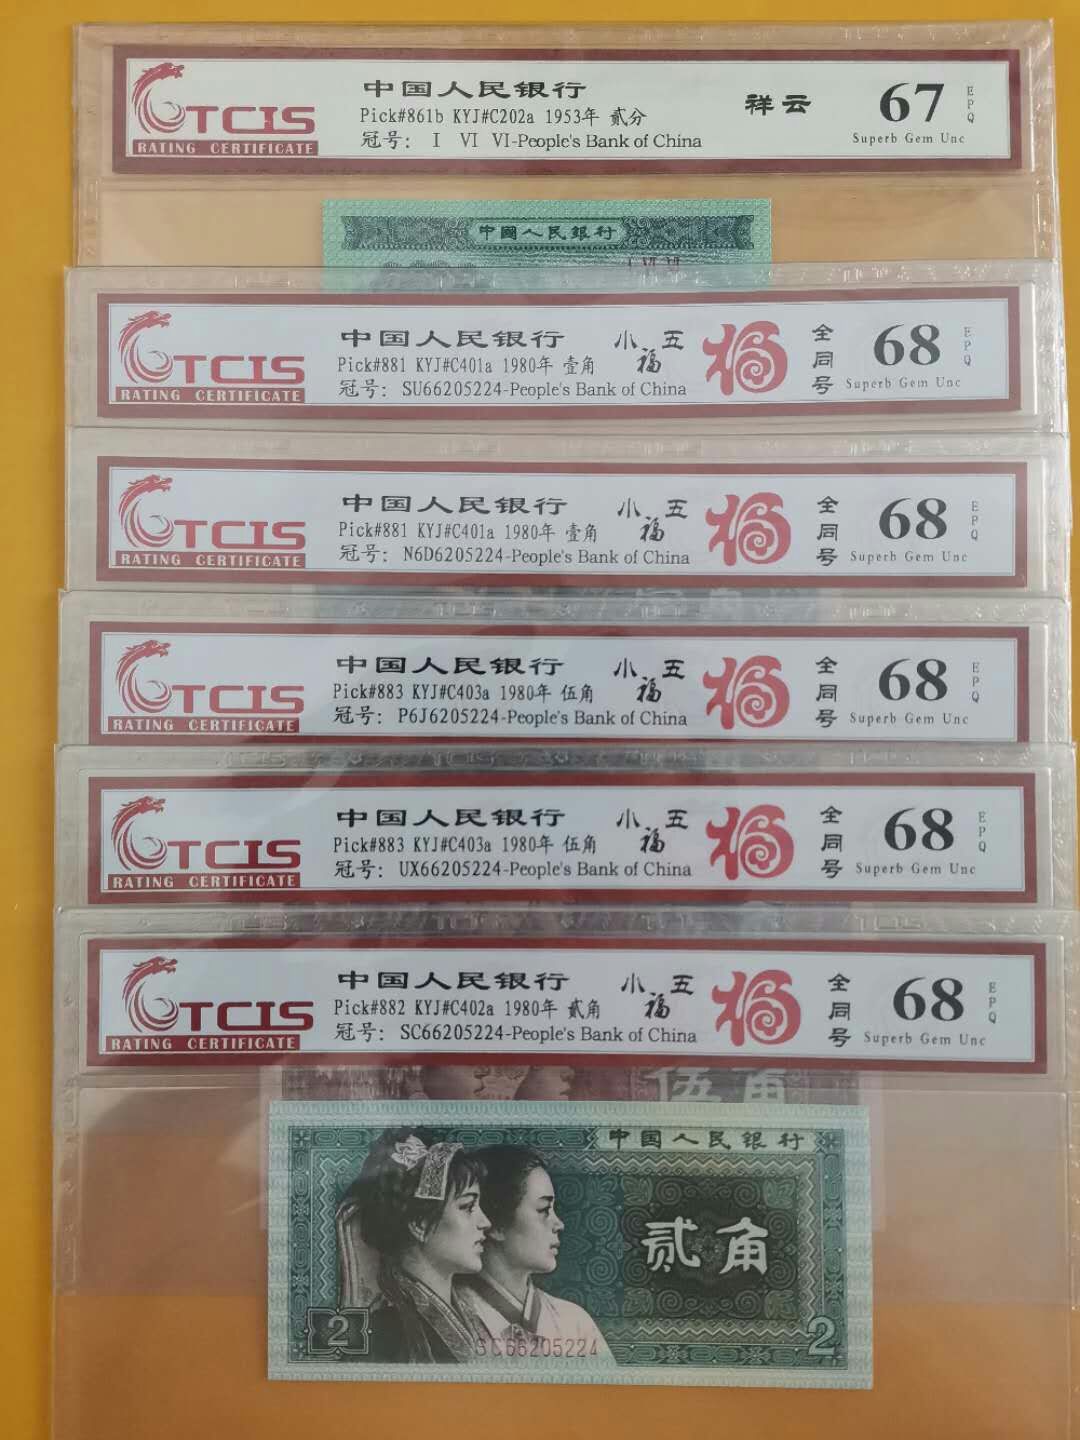 TCIS
RATING CERTIFICATE
中国人民银行
Pick#861b KYJ#C202a 1953年 贰分
冠号: I VI VI-People's Bank of China
祥云
67
EPQ
Superb Gem Unc
中國人民銀行
I VI VI
TCIS
RATING CERTIFICATE
中国人民银行
Pick#881 KYJ#C401a 1980年 壹角
冠号: SU66205224-People's Bank of China
小五福
福
全同号
68
EPQ
Superb Gem Unc
TCIS
RATING CERTIFICATE
中国人民银行
Pick#881 KYJ#C401a 1980年 壹角
冠号: N6D6205224-People's Bank of China
小五福
福
全同号
68
EPQ
Superb Gem Unc
TCIS
RATING CERTIFICATE
中国人民银行
Pick#883 KYJ#C403a 1980年 伍角
冠号: P6J6205224-People's Bank of China
小五福
福
全同号
68
EPQ
Superb Gem Unc
TCIS
RATING CERTIFICATE
中国人民银行
Pick#883 KYJ#C403a 1980年 伍角
冠号: UX66205224-People's Bank of China
小五福
福
全同号
68
EPQ
Superb Gem Unc
TCIS
RATING CERTIFICATE
中国人民银行
Pick#882 KYJ#C402a 1980年 贰角
冠号: SC66205224-People's Bank of China
小五福
福
全同号
68
EPQ
Superb Gem Unc
伍角
中国人民银行
贰角
2
SC66205224
2